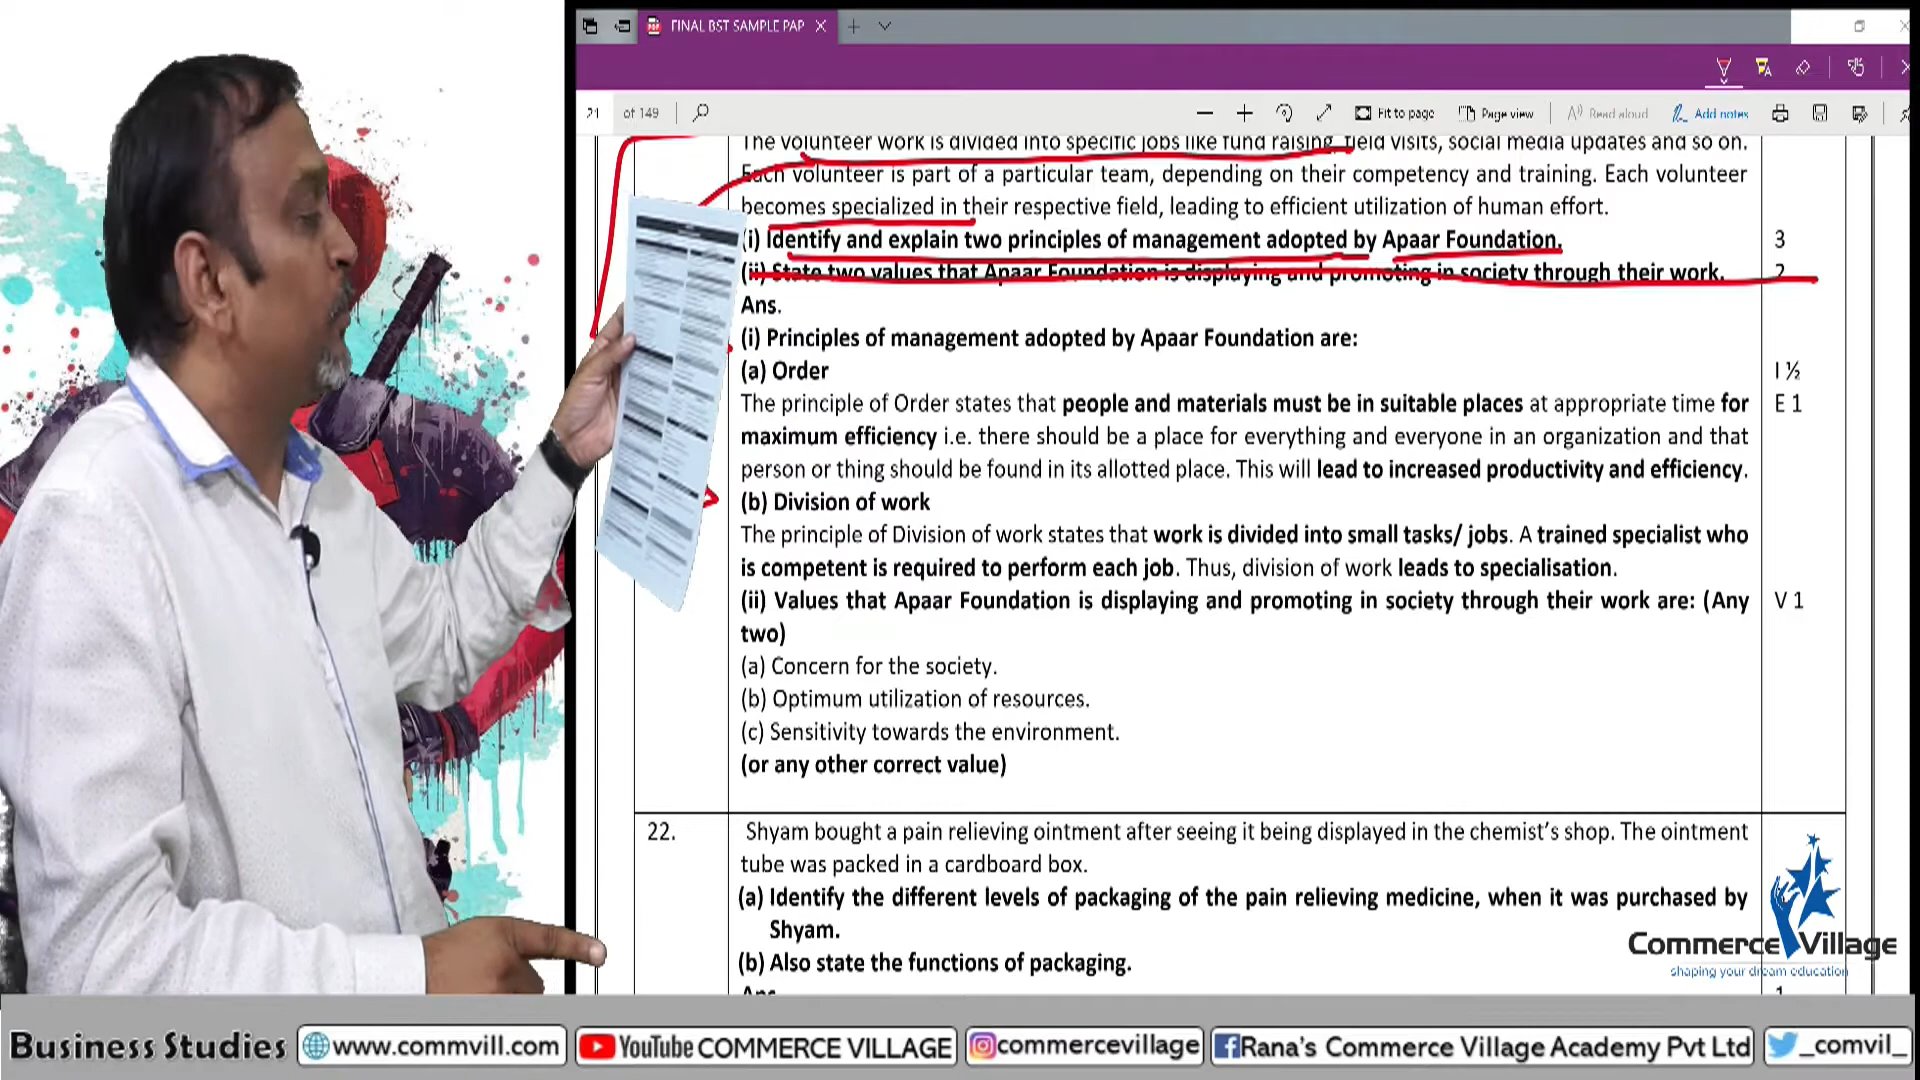 FINAL BST SAMPLE PAP
21 of 149
Fit to page
Page view
Read aloud
Add notes
The volunteer work is divided into specific jobs like fund raising, field visits, social media updates and so on.
Each volunteer is part of a particular team, depending on their competency and training. Each volunteer
becomes specialized in their respective field, leading to efficient utilization of human effort.
(i) Identify and explain two principles of management adopted by Apaar Foundation. 3
(ii) State two values that Apaar Foundation is displaying and promoting in society through their work. 2
Ans.
(i) Principles of management adopted by Apaar Foundation are:
(a) Order I ½
The principle of Order states that people and materials must be in suitable places at appropriate time for E 1
maximum efficiency i.e. there should be a place for everything and everyone in an organization and that
person or thing should be found in its allotted place. This will lead to increased productivity and efficiency.
(b) Division of work
The principle of Division of work states that work is divided into small tasks/ jobs. A trained specialist who
is competent is required to perform each job. Thus, division of work leads to specialisation.
(ii) Values that Apaar Foundation is displaying and promoting in society through their work are: (Any V 1
two)
(a) Concern for the society.
(b) Optimum utilization of resources.
(c) Sensitivity towards the environment.
(or any other correct value)
22. Shyam bought a pain relieving ointment after seeing it being displayed in the chemist's shop. The ointment
tube was packed in a cardboard box.
(a) Identify the different levels of packaging of the pain relieving medicine, when it was purchased by
Shyam.
(b) Also state the functions of packaging.
Ans
Commerce Village
shaping your dream education
Business Studies
www.commvill.com
YouTube COMMERCE VILLAGE
commercevillage
Rana's Commerce Village Academy Pvt Ltd
_comvil_